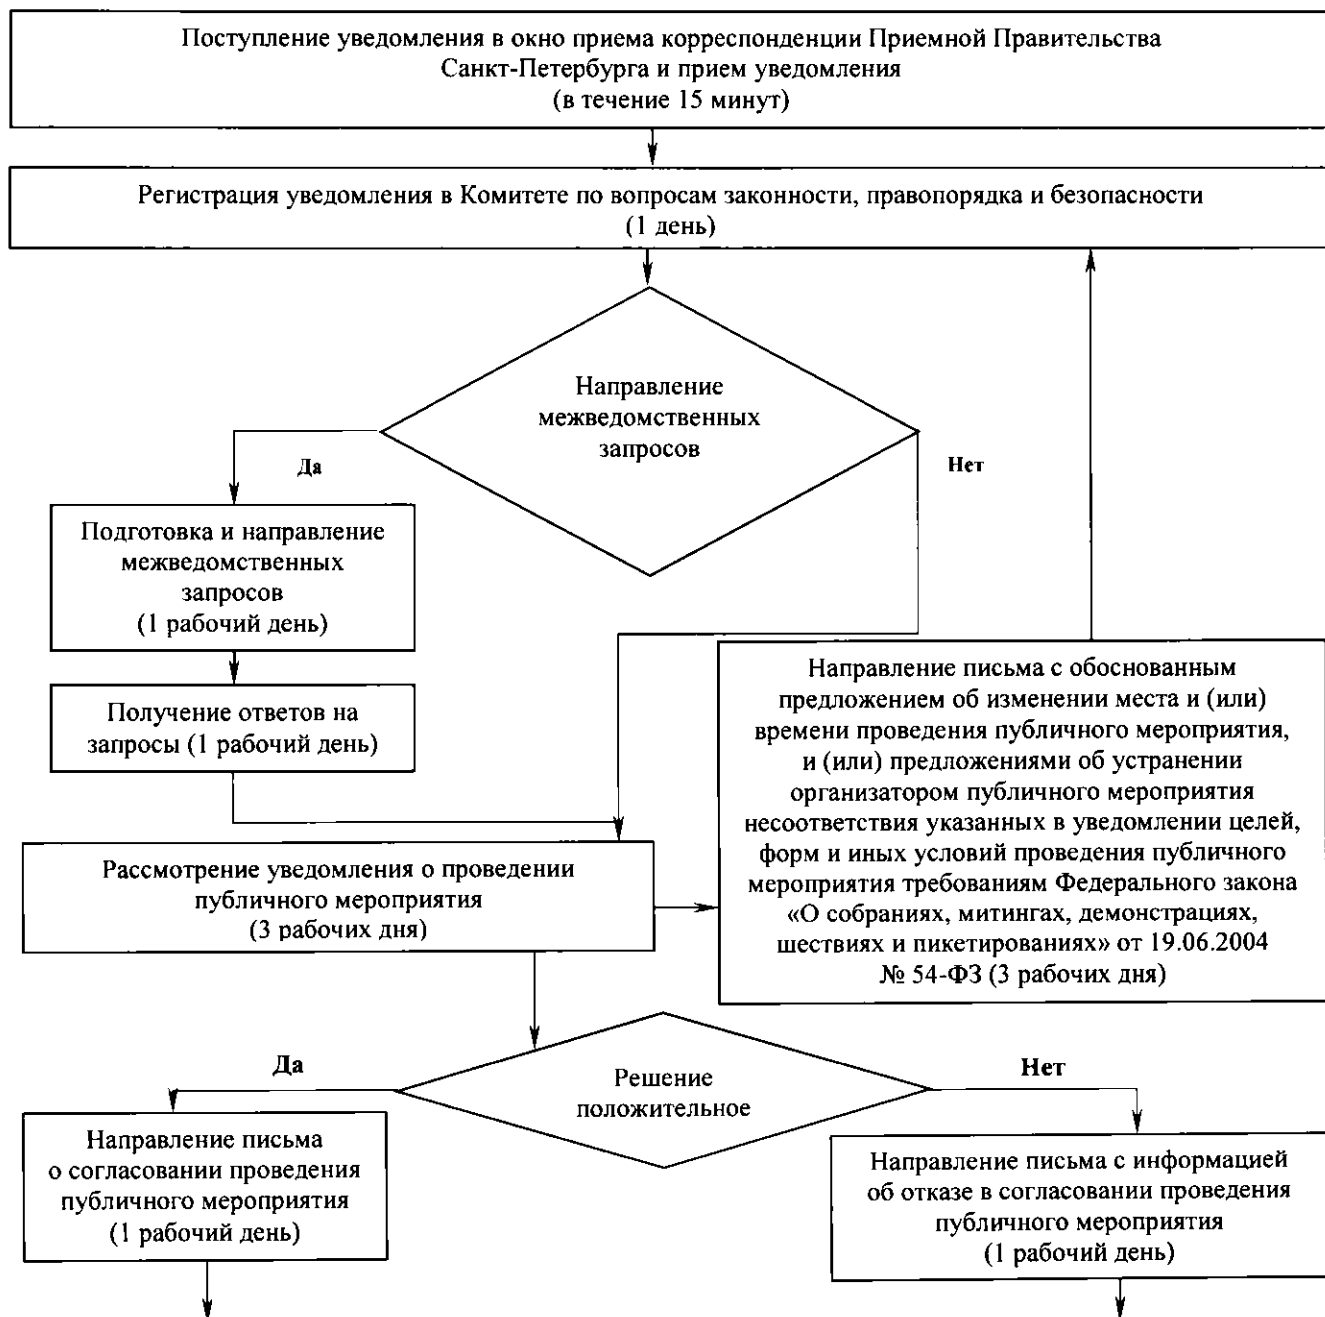 Поступление уведомления в окно приема корреспонденции Приемной Правительства
Санкт-Петербурга и прием уведомления
(в течение 15 минут)
Регистрация уведомления в Комитете по вопросам законности, правопорядка и безопасности
(1 день)
Направление
межведомственных
запросов
Да
Нет
Подготовка и направление
межведомственных
запросов
(1 рабочий день)
Получение ответов на
запросы (1 рабочий день)
Направление письма с обоснованным
предложением об изменении места и (или)
времени проведения публичного мероприятия,
и (или) предложениями об устранении
организатором публичного мероприятия
несоответствия указанных в уведомлении целей,
форм и иных условий проведения публичного
мероприятия требованиям Федерального закона
«О собраниях, митингах, демонстрациях,
шествиях и пикетированиях» от 19.06.2004
№ 54-ФЗ (3 рабочих дня)
Рассмотрение уведомления о проведении
публичного мероприятия
(3 рабочих дня)
Решение
положительное
Да
Нет
Направление письма
о согласовании проведения
публичного мероприятия
(1 рабочий день)
Направление письма с информацией
об отказе в согласовании проведения
публичного мероприятия
(1 рабочий день)